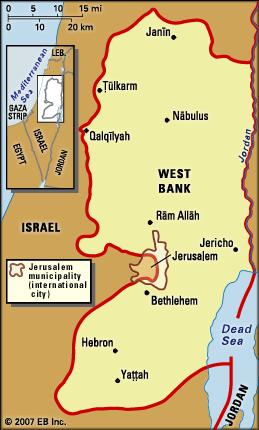 0 5 10 15 mi
0 10 20 km
Mediterranean
Sea
LEB.
GAZA
STRIP
ISRAEL
EGYPT
JORDAN
Janīn
Ṭūlkarm
Nābulus
Qalqīlyah
Jordan
WEST
BANK
Rām Allāh
ISRAEL
Jericho
Jerusalem
Jerusalem
municipality
(international
city)
Bethlehem
Dead
Sea
Hebron
Yaṭṭah
JORDAN
© 2007 EB Inc.